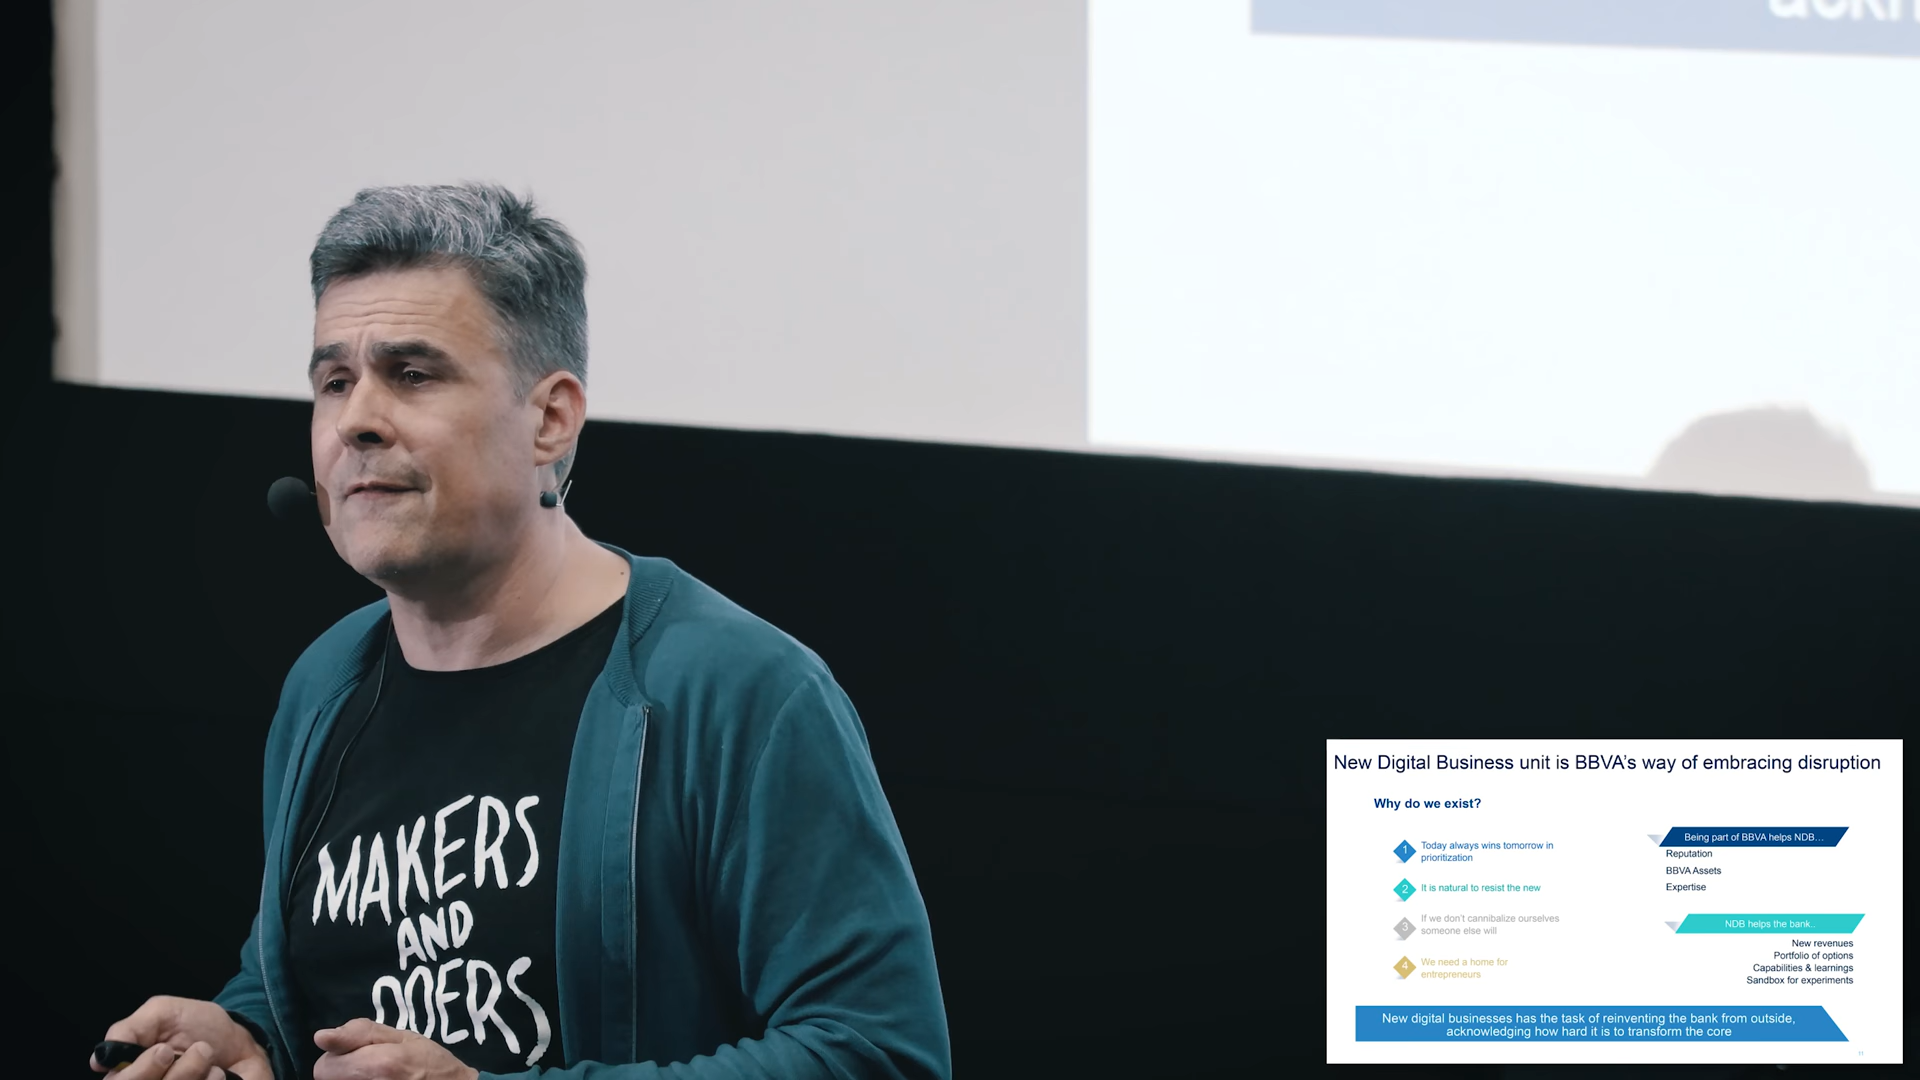 MAKERS
AND
DOERS
New Digital Business unit is BBVA's way of embracing disruption
Why do we exist?
1
Today always wins tomorrow in
prioritization
2
It is natural to resist the new
3
If we don't cannibalize ourselves
someone else will
4
We need a home for
entrepreneurs
Being part of BBVA helps NDB...
Reputation
BBVA Assets
Expertise
NDB helps the bank..
New revenues
Portfolio of options
Capabilities & learnings
Sandbox for experiments
New digital businesses has the task of reinventing the bank from outside,
acknowledging how hard it is to transform the core
11